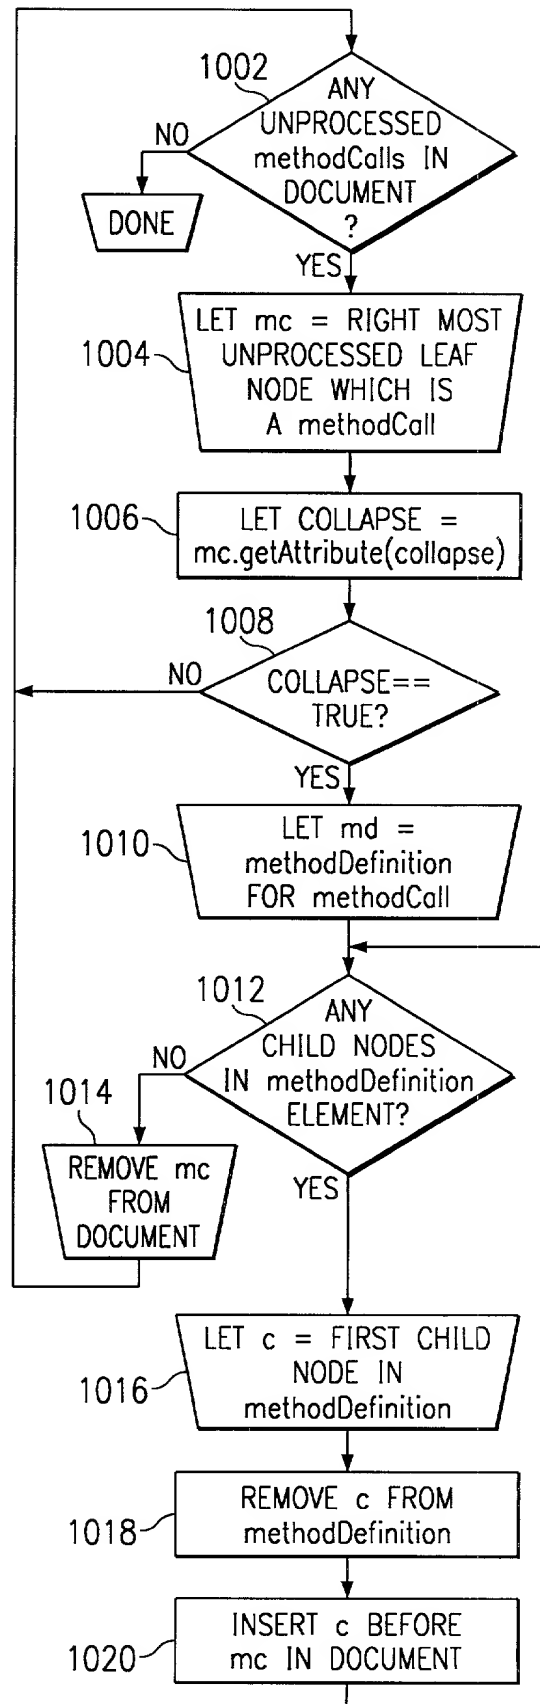 1002
ANY
UNPROCESSED
methodCalls IN
DOCUMENT
?
NO
DONE
YES
1004
LET mc = RIGHT MOST
UNPROCESSED LEAF
NODE WHICH IS
A methodCall
1006
LET COLLAPSE =
mc.getAttribute(collapse)
1008
NO
COLLAPSE==
TRUE?
YES
1010
LET md =
methodDefinition
FOR methodCall
1012
ANY
CHILD NODES
IN methodDefinition
ELEMENT?
NO
1014
REMOVE mc
FROM
DOCUMENT
YES
1016
LET c = FIRST CHILD
NODE IN
methodDefinition
1018
REMOVE c FROM
methodDefinition
1020
INSERT c BEFORE
mc IN DOCUMENT